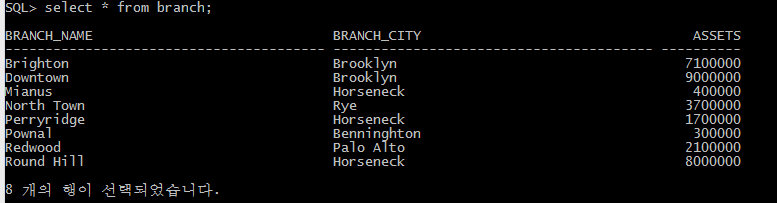 SQL> select * from branch;
BRANCH_NAME BRANCH_CITY ASSETS
---------------------------------------- ---------------------------------------- ----------
Brighton Brooklyn 7100000
Downtown Brooklyn 9000000
Mianus Horseneck 400000
North Town Rye 3700000
Perryridge Horseneck 1700000
Pownal Benninghton 300000
Redwood Palo Alto 2100000
Round Hill Horseneck 8000000
8 개의 행이 선택되었습니다.